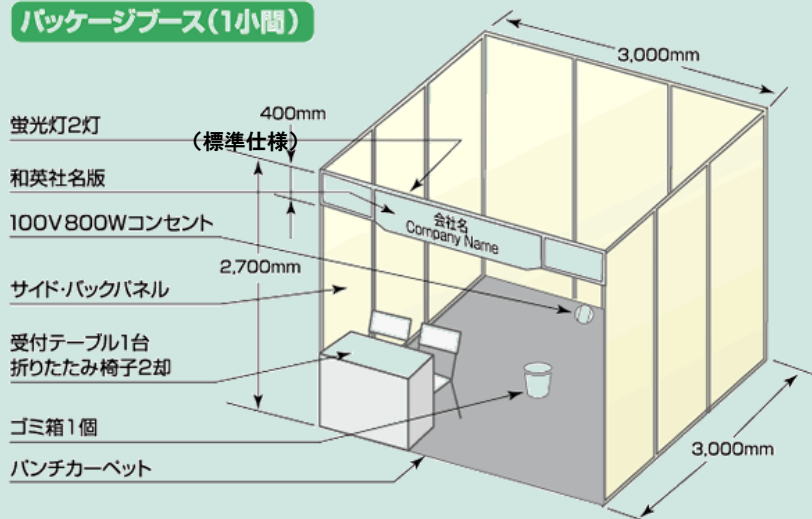 パッケージブース(1小間)
3,000mm
400mm
蛍光灯2灯
(標準仕様)
和英社名版
会社名
Company Name
100V800Wコンセント
2,700mm
サイド・バックパネル
受付テーブル1台
折りたたみ椅子2却
ゴミ箱1個
3,000mm
パンチカーペット